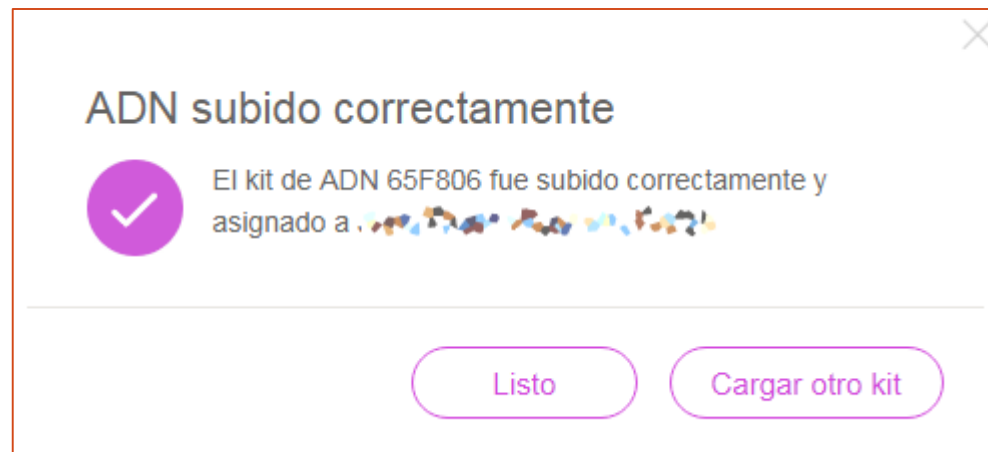 ADN subido correctamente
El kit de ADN 65F806 fue subido correctamente y
asignado a
Listo
Cargar otro kit